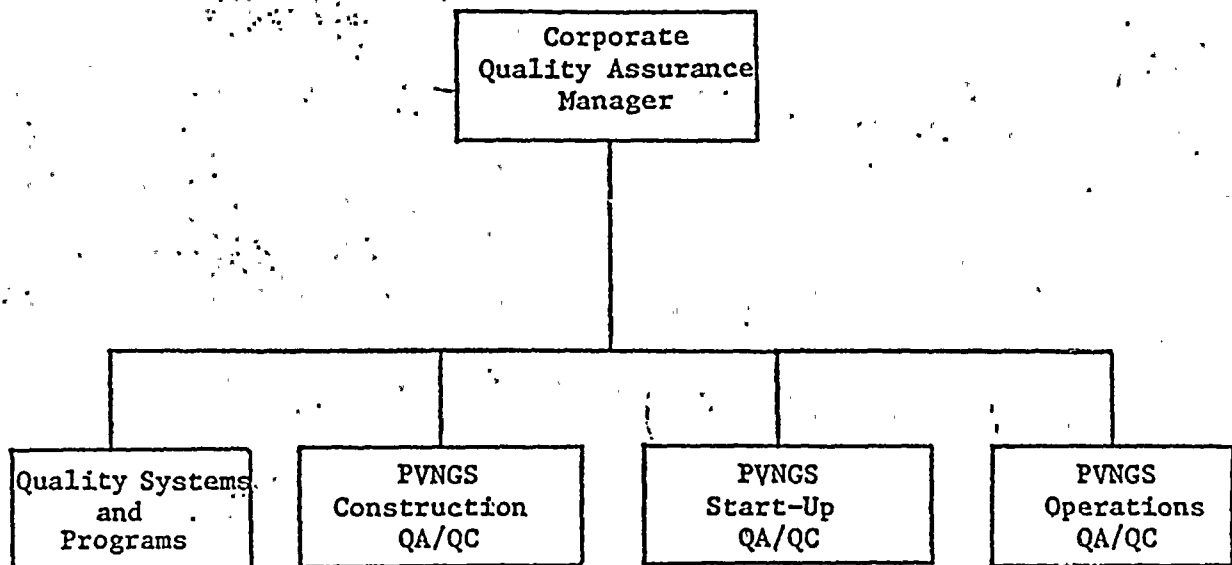 Corporate
Quality Assurance
Manager
Quality Systems
and
Programs
PVNGS
Construction
QA/QC
PVNGS
Start-Up
QA/QC
PVNGS
Operations
QA/QC